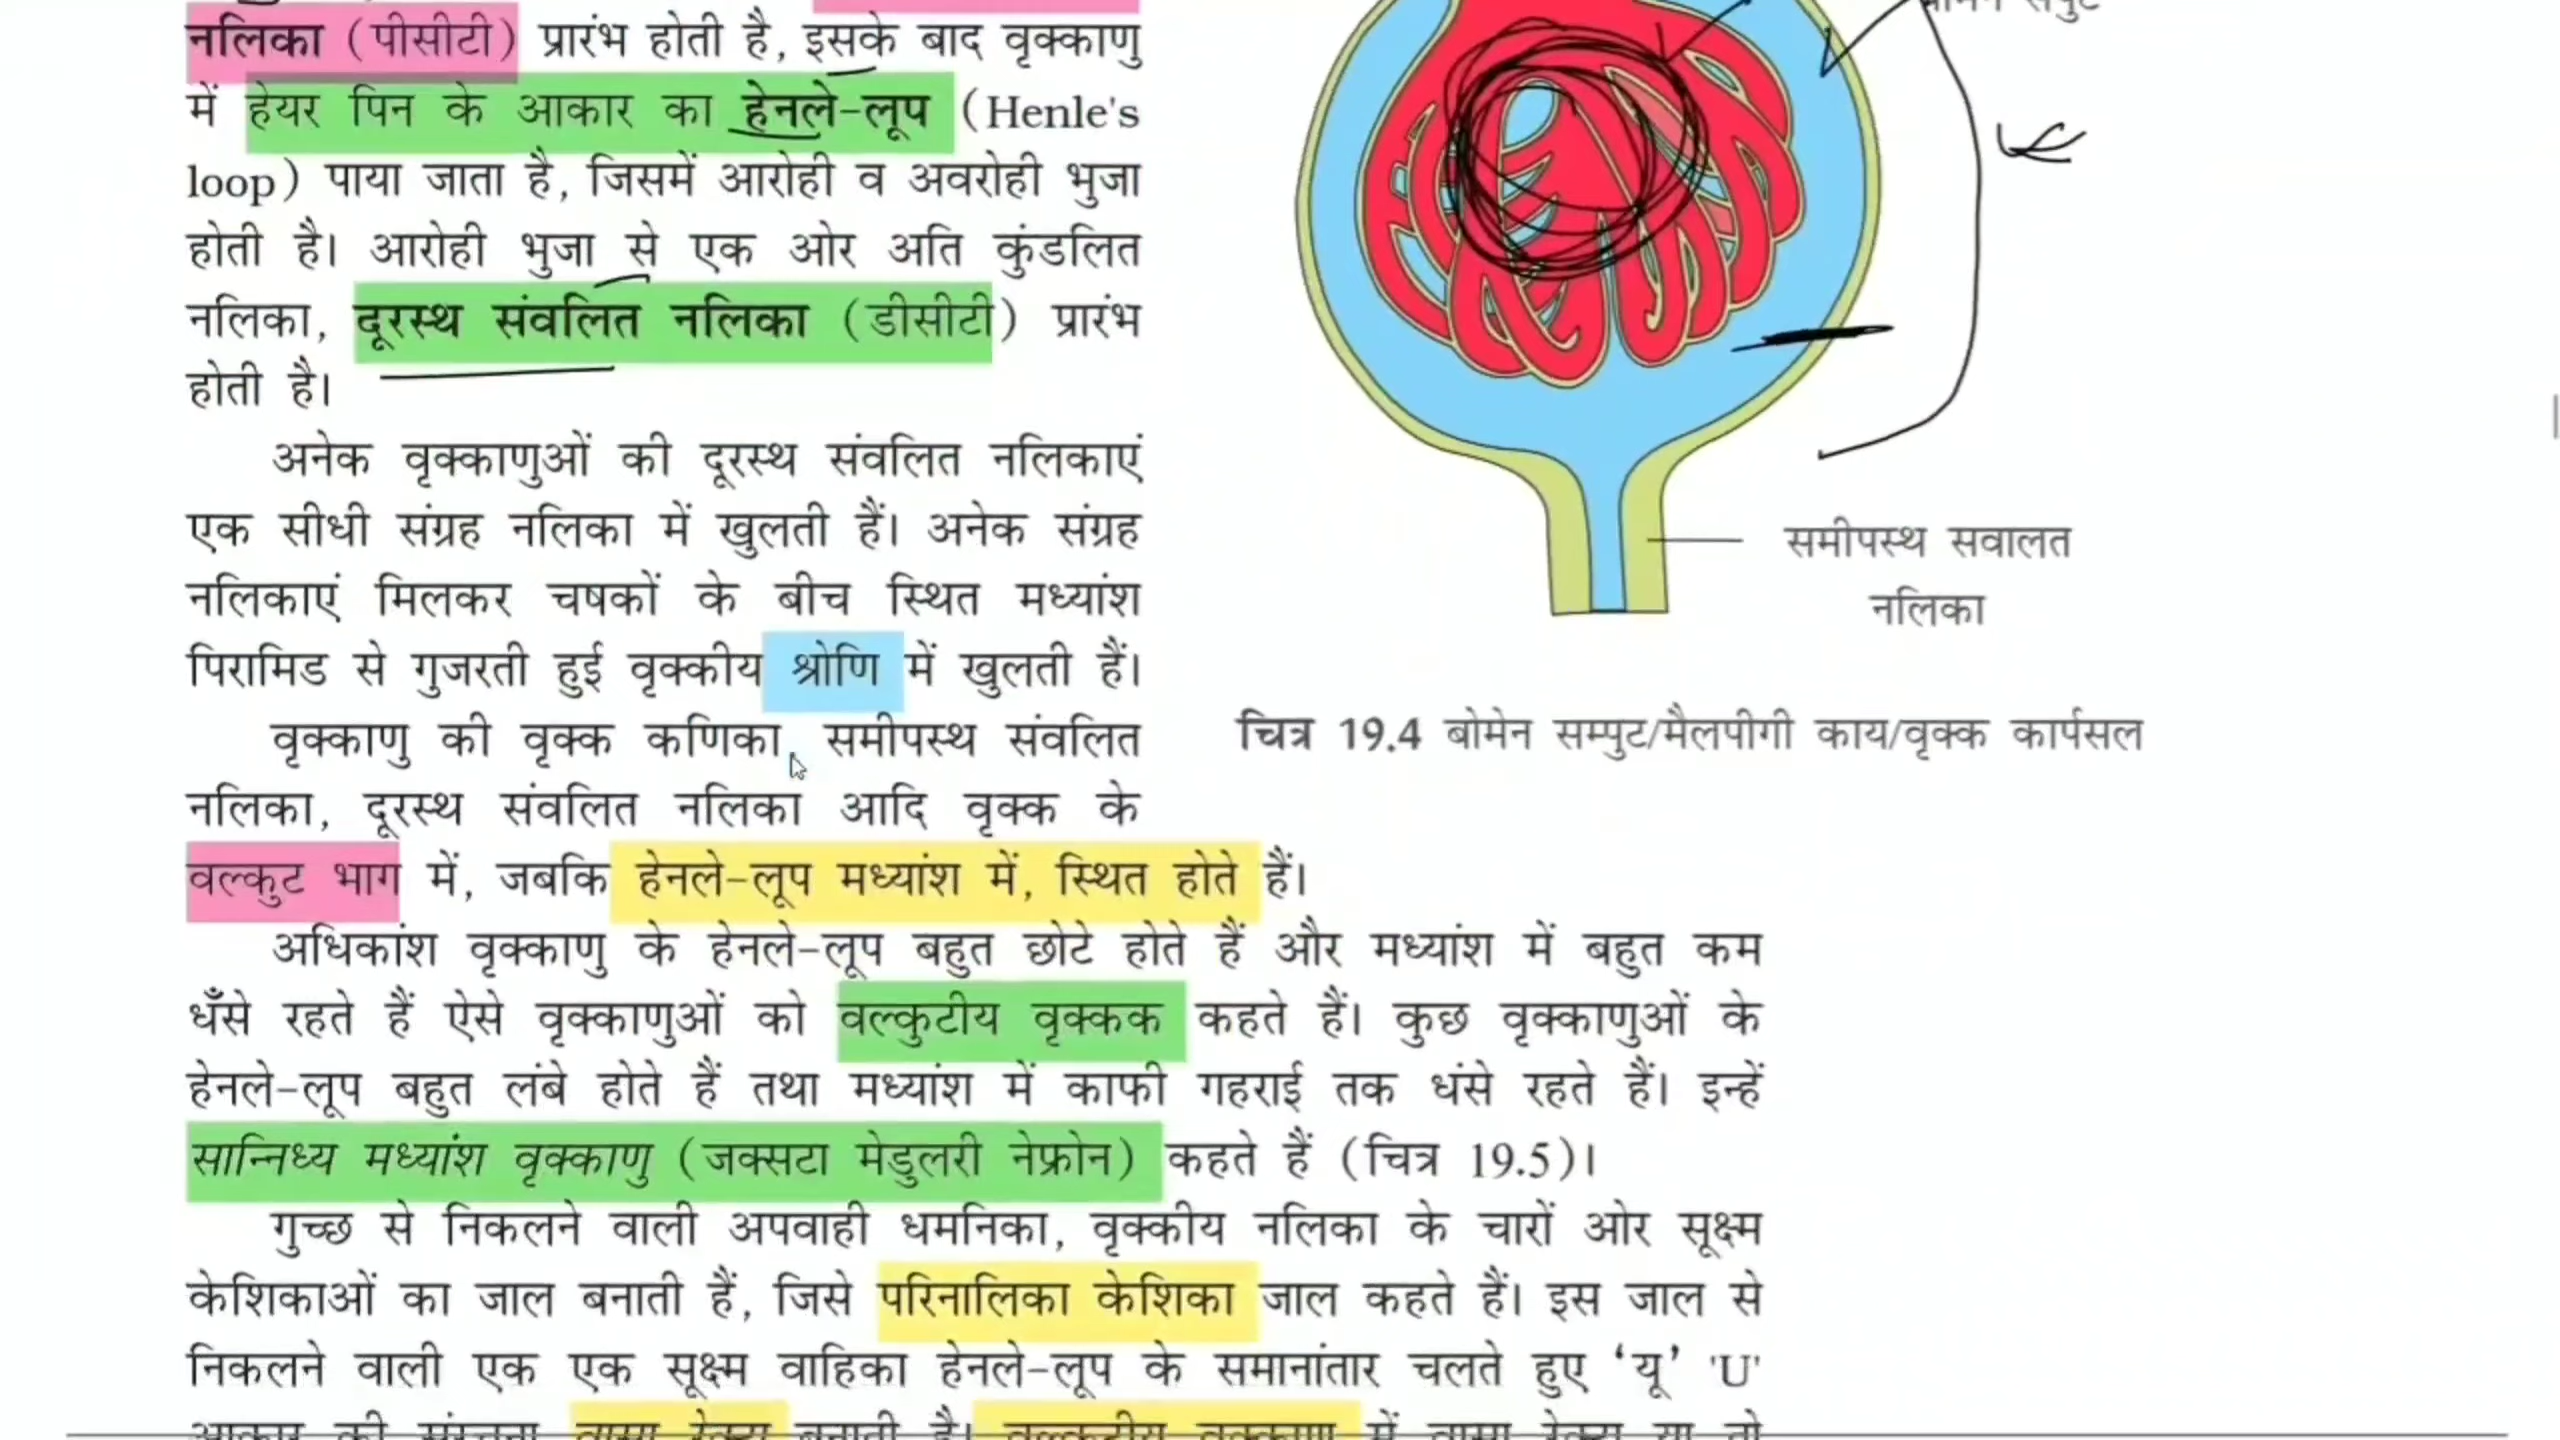 नलिका (पीसीटी) प्रारंभ होती है, इसके बाद वृक्काणु
में हेयर पिन के आकार का हेनले-लूप (Henle's
loop) पाया जाता है, जिसमें आरोही व अवरोही भुजा
होती है। आरोही भुजा से एक ओर अति कुंडलित
नलिका, दूरस्थ संवलित नलिका (डीसीटी) प्रारंभ
होती है।
अनेक वृक्काणुओं की दूरस्थ संवलित नलिकाएं
एक सीधी संग्रह नलिका में खुलती हैं। अनेक संग्रह
नलिकाएं मिलकर चषकों के बीच स्थित मध्यांश
पिरामिड से गुजरती हुई वृक्कीय श्रोणि में खुलती हैं।
वृक्काणु की वृक्क कणिका, समीपस्थ संवलित
नलिका, दूरस्थ संवलित नलिका आदि वृक्क के
वल्कुट भाग में, जबकि हेनले-लूप मध्यांश में, स्थित होते हैं।
अधिकांश वृक्काणु के हेनले-लूप बहुत छोटे होते हैं और मध्यांश में बहुत कम
धँसे रहते हैं ऐसे वृक्काणुओं को वल्कुटीय वृक्कक कहते हैं। कुछ वृक्काणुओं के
हेनले-लूप बहुत लंबे होते हैं तथा मध्यांश में काफी गहराई तक धंसे रहते हैं। इन्हें
सान्निध्य मध्यांश वृक्काणु (जक्सटा मेडुलरी नेफ्रोन) कहते हैं (चित्र 19.5)।
गुच्छ से निकलने वाली अपवाही धमनिका, वृक्कीय नलिका के चारों ओर सूक्ष्म
केशिकाओं का जाल बनाती हैं, जिसे परिनालिका केशिका जाल कहते हैं। इस जाल से
निकलने वाली एक एक सूक्ष्म वाहिका हेनले-लूप के समानांतार चलते हुए ‘यू’ 'U'
समीपस्थ सवालत
नलिका
चित्र 19.4 बोमेन सम्पुट/मैलपीगी काय/वृक्क कार्पसल